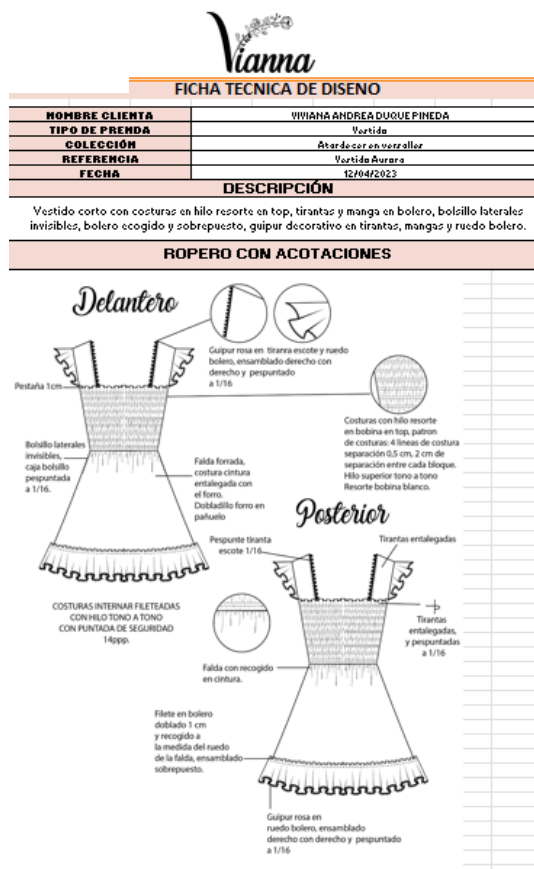 Vianna
FICHA TECNICA DE DISEÑO
NOMBRE CLIENTA VIVIANA ANDREA DUQUE PINEDA
TIPO DE PRENDA Vestido
COLECCIÓN Atardecer en versalles
REFERENCIA Vestido Aurora
FECHA 12/04/2023
DESCRIPCIÓN
Vestido corto con costuras en hilo resorte en top, tirantas y manga en bolero, bolsillo laterales
invisibles, bolero ecogido y sobrepuesto, guipur decorativo en tirantas, mangas y ruedo bolero.
ROPERO CON ACOTACIONES
Delantero
Guipur rosa en tiranra escote y ruedo
bolero, ensamblado derecho con
derecho y pespuntado
a 1/16
Pestaña 1cm
Costuras con hilo resorte
en bobina en top, patron
de costuras: 4 lineas de costura
separación 0,5 cm, 2 cm de
separación entre cada bloque.
Hilo superior tono a tono
Resorte bobina blanco.
Bolsillo laterales
invisibles,
caja bolsillo
pespuntada
a 1/16.
Falda forrada,
costura cintura
entalegada con
el forro.
Dobladillo forro en
pañuelo
Posterior
Pespunte tiranta
escote 1/16
Tirantas entalegadas
COSTURAS INTERNAR FILETEADAS
CON HILO TONO A TONO
CON PUNTADA DE SEGURIDAD
14ppp.
Tirantas
entalegadas,
y pespuntadas
a 1/16
Falda con recogido
en cintura.
Filete en bolero
doblado 1 cm
y recogido a
la medida del ruedo
de la falda, ensamblado
sobrepuesto.
Guipur rosa en
ruedo bolero, ensamblado
derecho con derecho y pespuntado
a 1/16